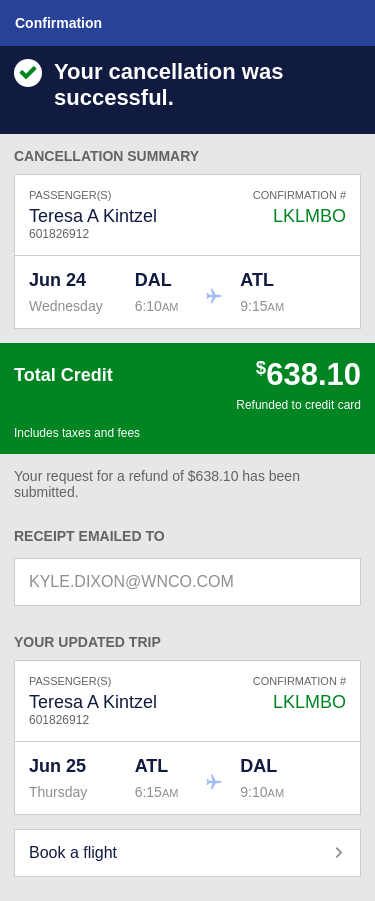 Confirmation
Your cancellation was
successful.
CANCELLATION SUMMARY
PASSENGER(S) CONFIRMATION #
Teresa A Kintzel LKLMBO
601826912
Jun 24 DAL ATL
Wednesday 6:10AM 9:15AM
Total Credit $638.10
Refunded to credit card
Includes taxes and fees
Your request for a refund of $638.10 has been
submitted.
RECEIPT EMAILED TO
KYLE.DIXON@WNCO.COM
YOUR UPDATED TRIP
PASSENGER(S) CONFIRMATION #
Teresa A Kintzel LKLMBO
601826912
Jun 25 ATL DAL
Thursday 6:15AM 9:10AM
Book a flight